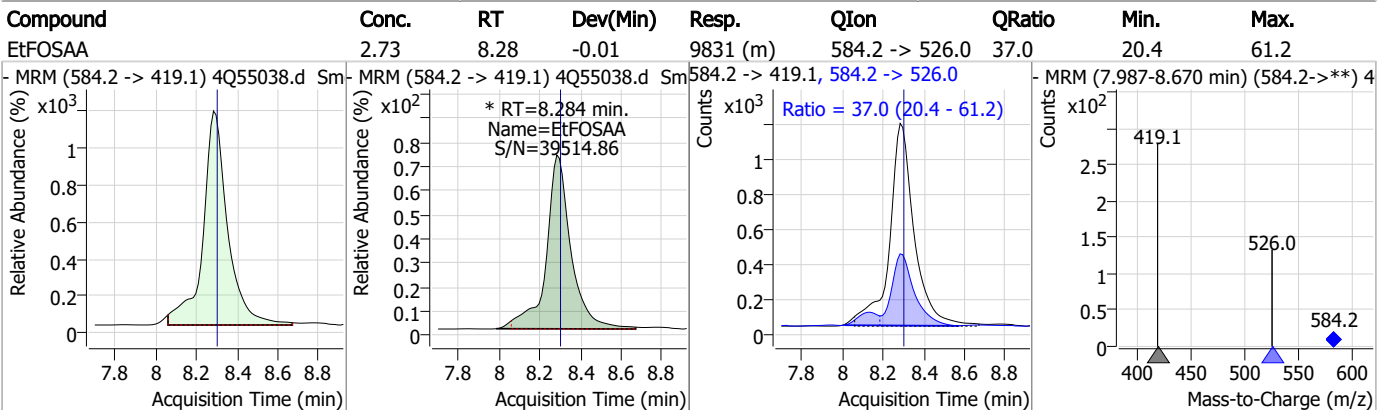 Compound Conc. RT Dev(Min) Resp. QIon QRatio Min. Max.
EtFOSAA 2.73 8.28 -0.01 9831 (m) 584.2 -> 526.0 37.0 20.4 61.2
- MRM (584.2 -> 419.1) 4Q55038.d Sm
Relative Abundance (%)
x10³
1
0.8
0.6
0.4
0.2
0
7.8 8 8.2 8.4 8.6 8.8
Acquisition Time (min)
- MRM (584.2 -> 419.1) 4Q55038.d Sm
Relative Abundance (%)
x10²
* RT=8.284 min.
Name=EtFOSAA
S/N=39514.86
0.8
0.7
0.6
0.5
0.4
0.3
0.2
0.1
0
7.8 8 8.2 8.4 8.6 8.8
Acquisition Time (min)
584.2 -> 419.1, 584.2 -> 526.0
Counts
x10³
Ratio = 37.0 (20.4 - 61.2)
1
0.8
0.6
0.4
0.2
0
7.8 8 8.2 8.4 8.6 8.8
Acquisition Time (min)
- MRM (7.987-8.670 min) (584.2->**) 4
Counts
x10²
419.1
2.5
2
1.5
1
0.5
0
526.0
584.2
400 450 500 550 600
Mass-to-Charge (m/z)